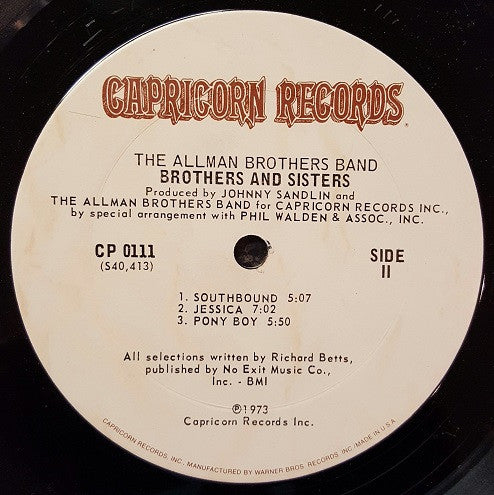 CAPRICORN RECORDS.
THE ALLMAN BROTHERS BAND
BROTHERS AND SISTERS
Produced by JOHNNY SANDLIN and
THE ALLMAN BROTHERS BAND for CAPRICORN RECORDS INC.,
by special arrangement with PHIL WALDEN & ASSOC., INC.
CP 0111
(S40,413)
SIDE
II
1. SOUTHBOUND 5:07
2. JESSICA 7:02
3. PONY BOY 5:50
All selections written by Richard Betts,
published by No Exit Music Co.,
Inc. - BMI
Ⓟ1973
Capricorn Records Inc.
CAPRICORN RECORDS, INC., MANUFACTURED BY WARNER BROS. RECORDS INC./MADE IN U.S.A.